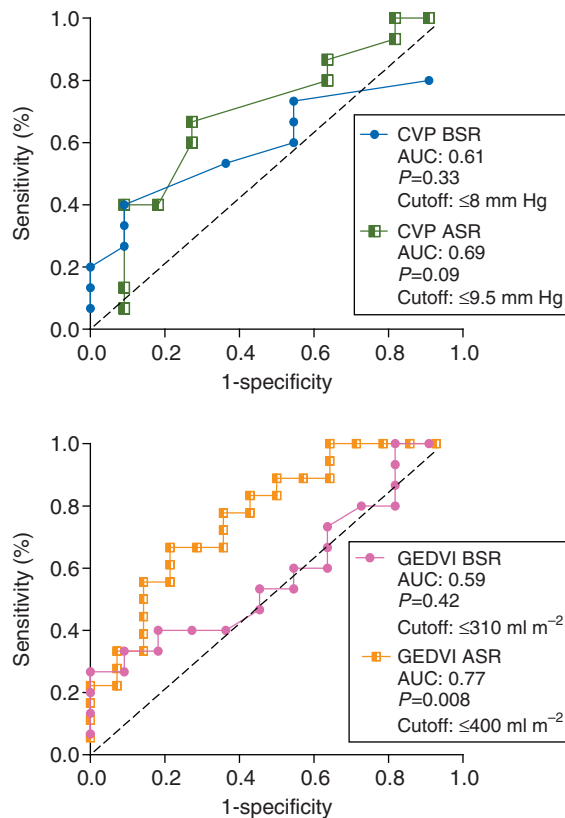 1.0
0.8
0.6
0.4
0.2
0.0
Sensitivity (%)
0.0 0.2 0.4 0.6 0.8 1.0
1-specificity
CVP BSR
AUC: 0.61
P=0.33
Cutoff: ≤8 mm Hg
CVP ASR
AUC: 0.69
P=0.09
Cutoff: ≤9.5 mm Hg
1.0
0.8
0.6
0.4
0.2
0.0
Sensitivity (%)
0.0 0.2 0.4 0.6 0.8 1.0
1-specificity
GEDVI BSR
AUC: 0.59
P=0.42
Cutoff: ≤310 ml m⁻²
GEDVI ASR
AUC: 0.77
P=0.008
Cutoff: ≤400 ml m⁻²